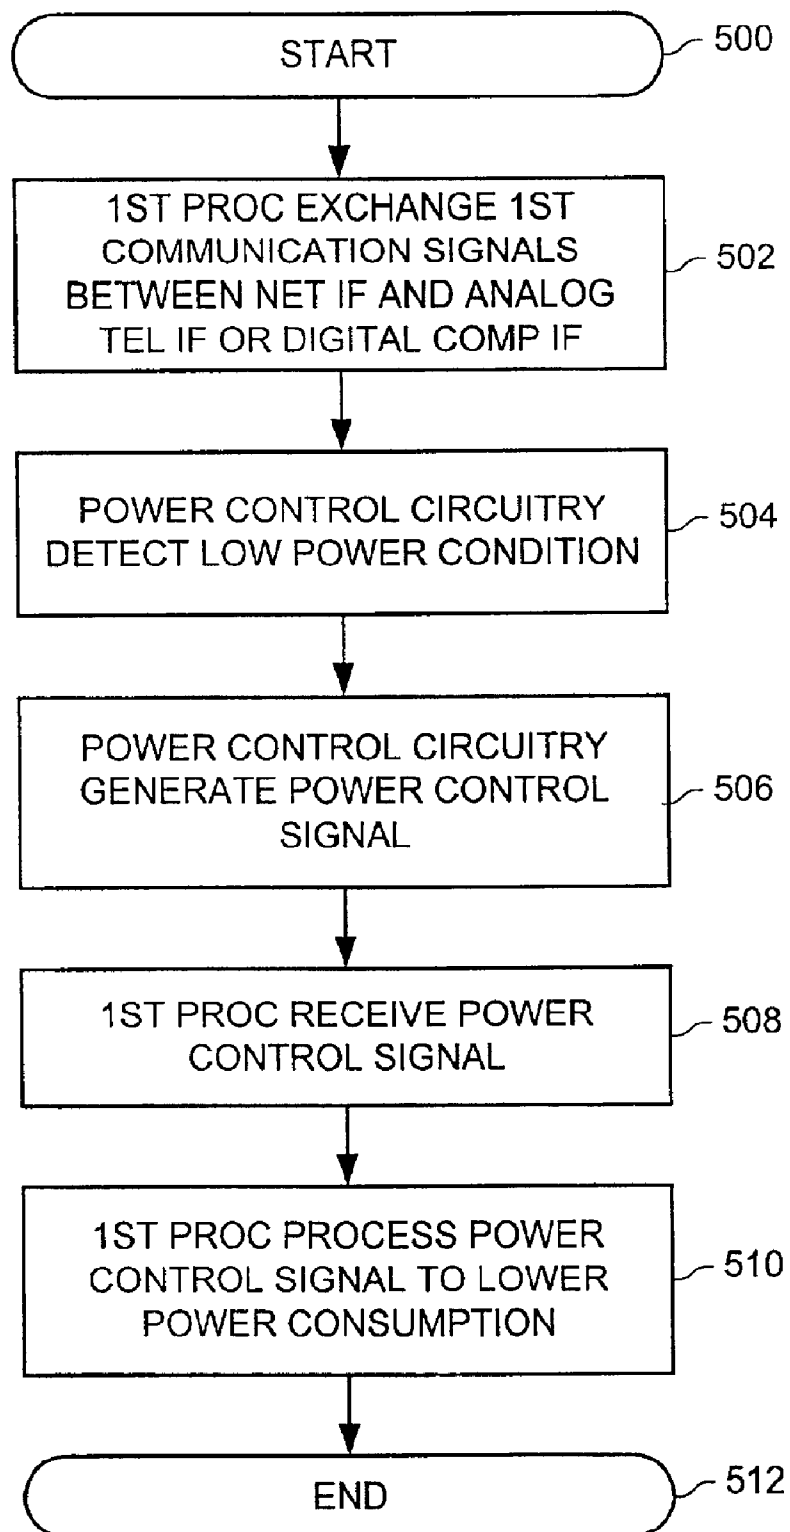 START
500
1ST PROC EXCHANGE 1ST
COMMUNICATION SIGNALS
BETWEEN NET IF AND ANALOG
TEL IF OR DIGITAL COMP IF
502
POWER CONTROL CIRCUITRY
DETECT LOW POWER CONDITION
504
POWER CONTROL CIRCUITRY
GENERATE POWER CONTROL
SIGNAL
506
1ST PROC RECEIVE POWER
CONTROL SIGNAL
508
1ST PROC PROCESS POWER
CONTROL SIGNAL TO LOWER
POWER CONSUMPTION
510
END
512